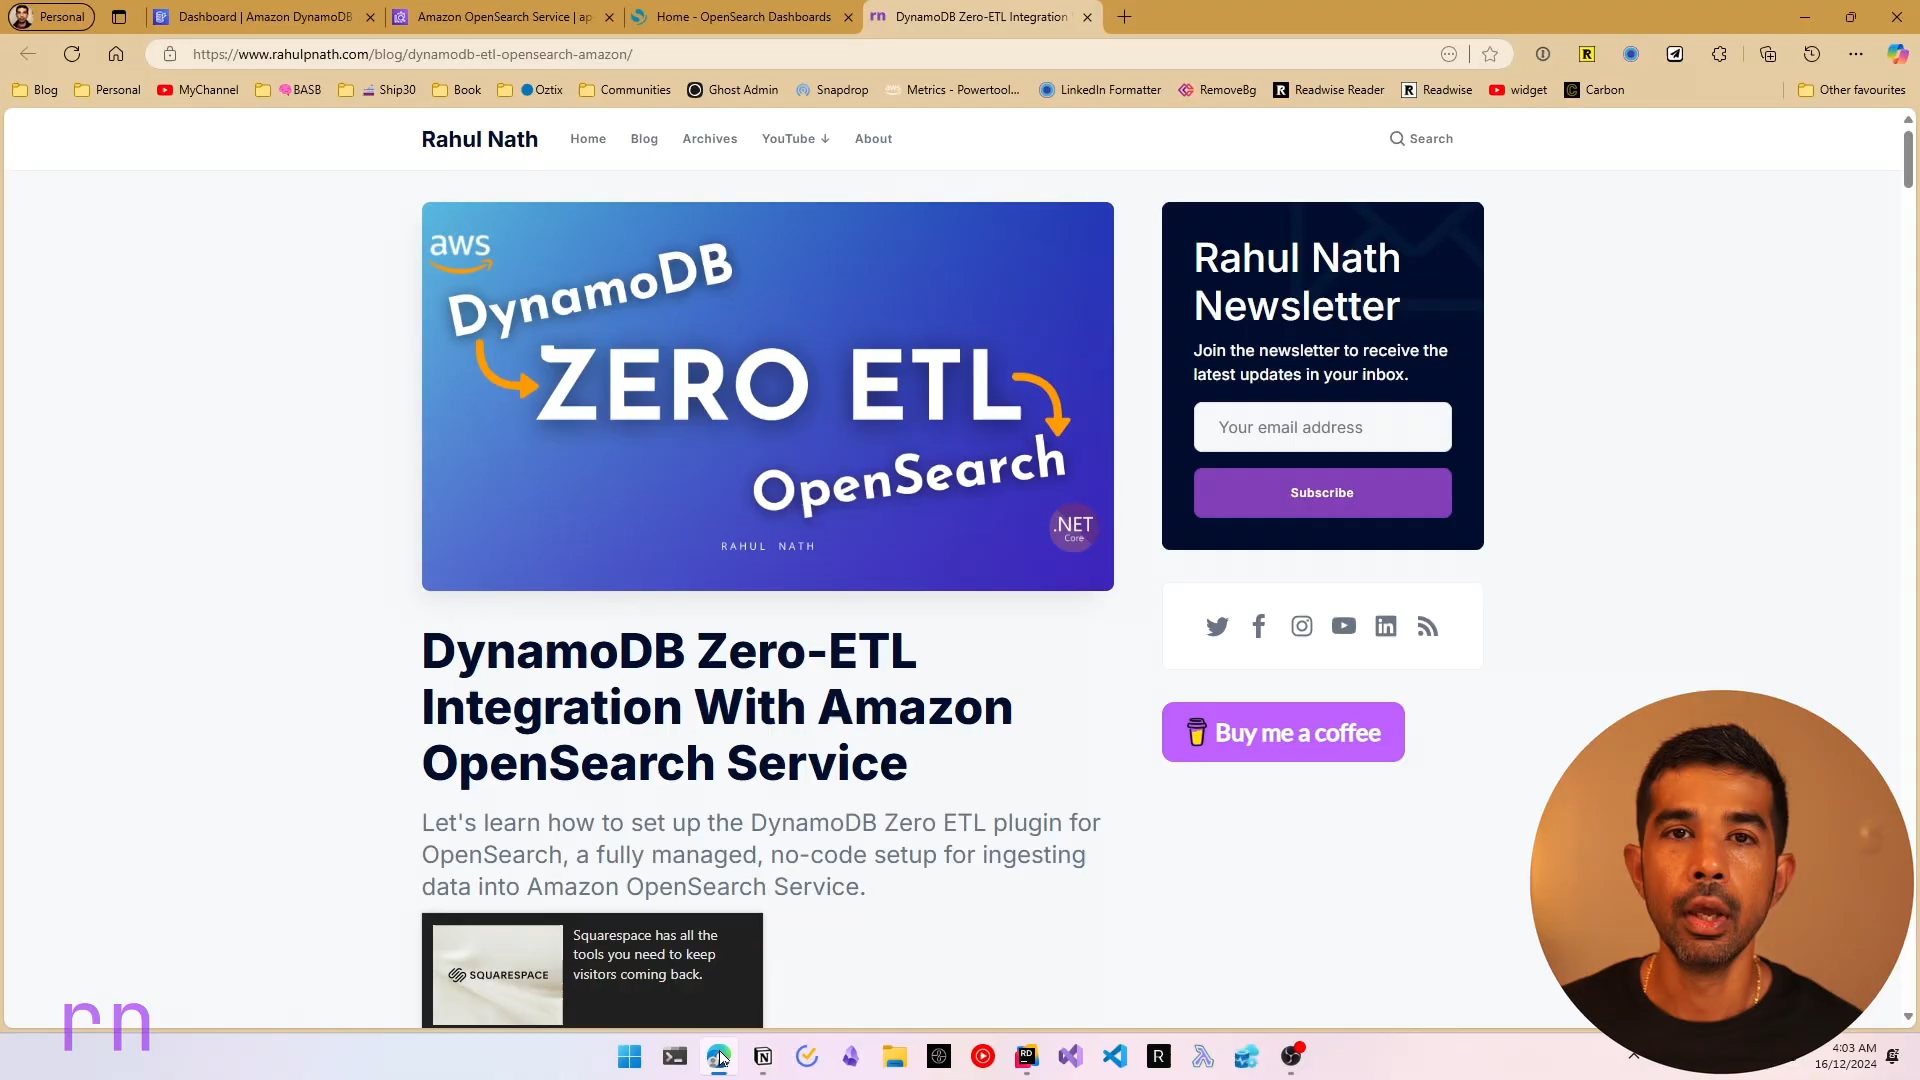 Personal
Dashboard | Amazon DynamoDB
Amazon OpenSearch Service | ap
Home - OpenSearch Dashboards
rn DynamoDB Zero-ETL Integration
https://www.rahulpnath.com/blog/dynamodb-etl-opensearch-amazon/
Blog
Personal
MyChannel
BASB
Ship30
Book
Oztix
Communities
Ghost Admin
Snapdrop
Metrics - Powertool...
LinkedIn Formatter
RemoveBg
Readwise Reader
Readwise
widget
Carbon
Other favourites
Rahul Nath
Home
Blog
Archives
YouTube ↓
About
Search
aws
DynamoDB
ZERO ETL
OpenSearch
.NET
Core
RAHUL NATH
Rahul Nath
Newsletter
Join the newsletter to receive the
latest updates in your inbox.
Your email address
Subscribe
Buy me a coffee
DynamoDB Zero-ETL
Integration With Amazon
OpenSearch Service
Let's learn how to set up the DynamoDB Zero ETL plugin for
OpenSearch, a fully managed, no-code setup for ingesting
data into Amazon OpenSearch Service.
SQUARESPACE
Squarespace has all the
tools you need to keep
visitors coming back.
rn
4:03 AM
16/12/2024